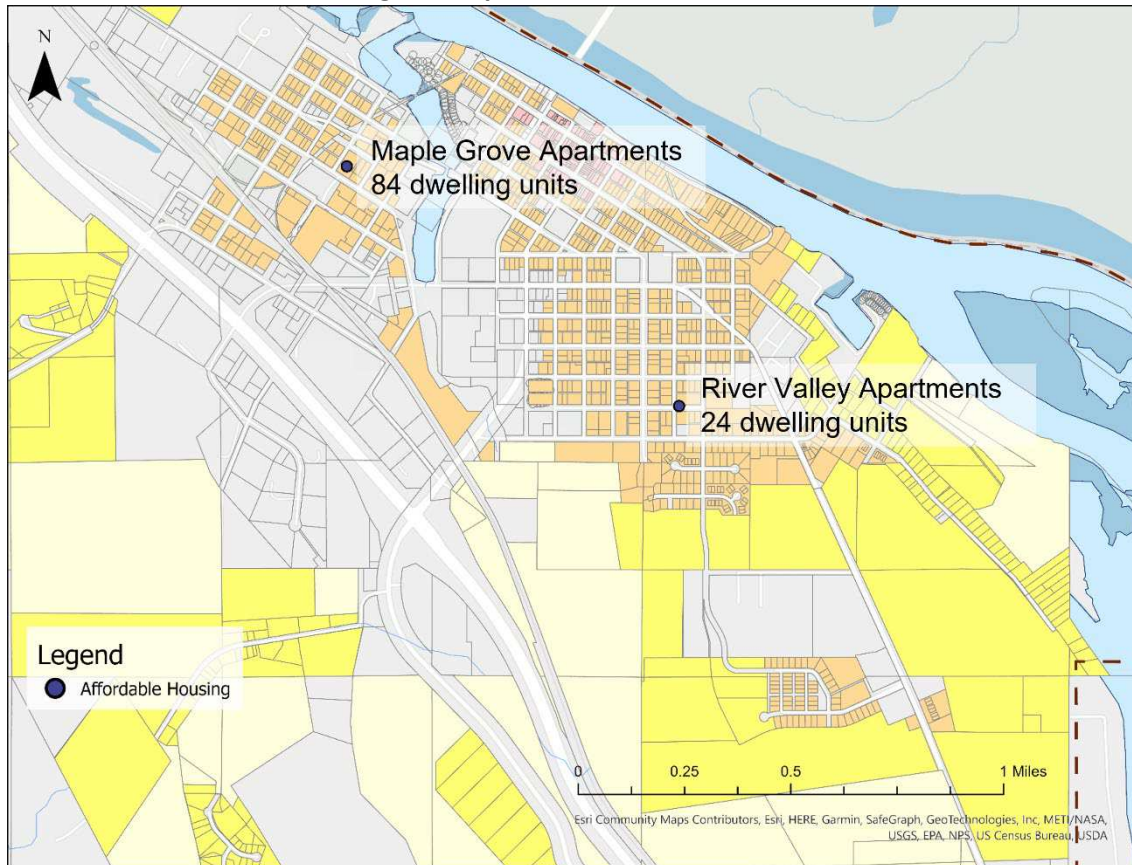 N
Maple Grove Apartments
84 dwelling units
River Valley Apartments
24 dwelling units
Legend
Affordable Housing
0 0.25 0.5 1 Miles
Esri Community Maps Contributors, Esri, HERE, Garmin, SafeGraph, GeoTechnologies, Inc, METI/NASA,
USGS, EPA, NPS, US Census Bureau, USDA